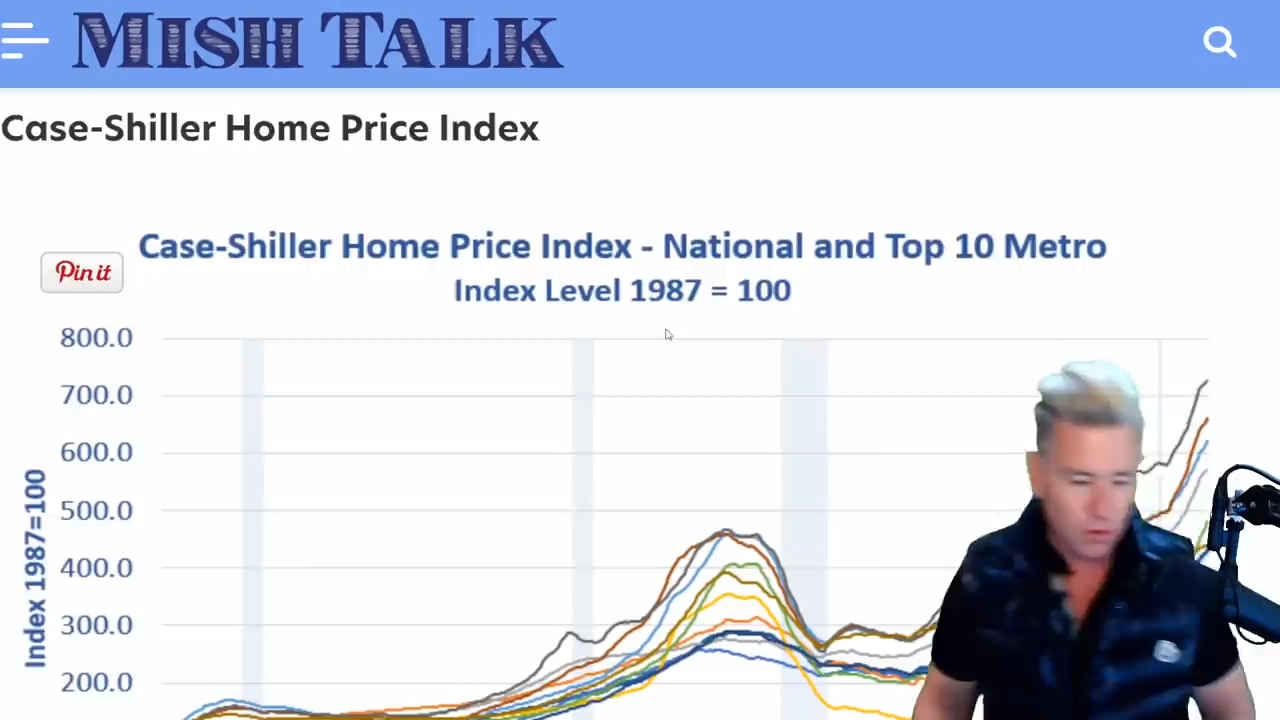 MISH TALK
Case-Shiller Home Price Index
Case-Shiller Home Price Index - National and Top 10 Metro
Pin it
Index Level 1987 = 100
800.0
700.0
600.0
500.0
400.0
300.0
200.0
Index 1987=100